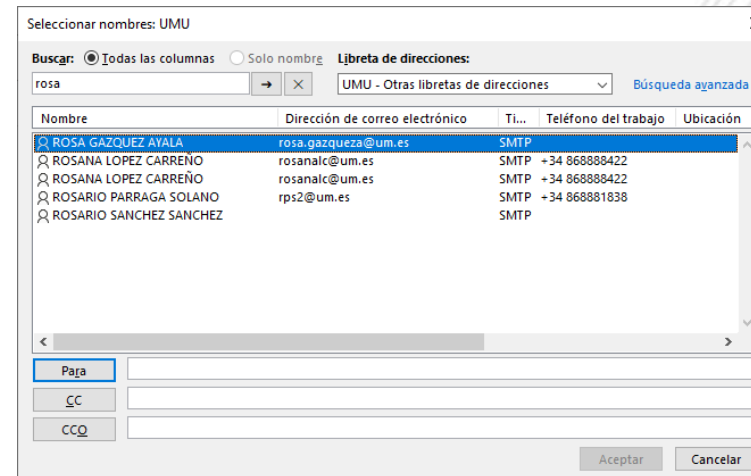 Seleccionar nombres: UMU
Buscar: Todas las columnas Solo nombre Libreta de direcciones:
rosa UMU - Otras libretas de direcciones Búsqueda avanzada
Nombre Dirección de correo electrónico Ti... Teléfono del trabajo Ubicación
ROSA GAZQUEZ AYALA rosa.gazqueza@um.es SMTP
ROSANA LOPEZ CARREÑO rosanalc@um.es SMTP +34 868888422
ROSANA LOPEZ CARREÑO rosanalc@um.es SMTP +34 868888422
ROSARIO PARRAGA SOLANO rps2@um.es SMTP +34 868881838
ROSARIO SANCHEZ SANCHEZ SMTP
Para
CC
CCO
Aceptar Cancelar